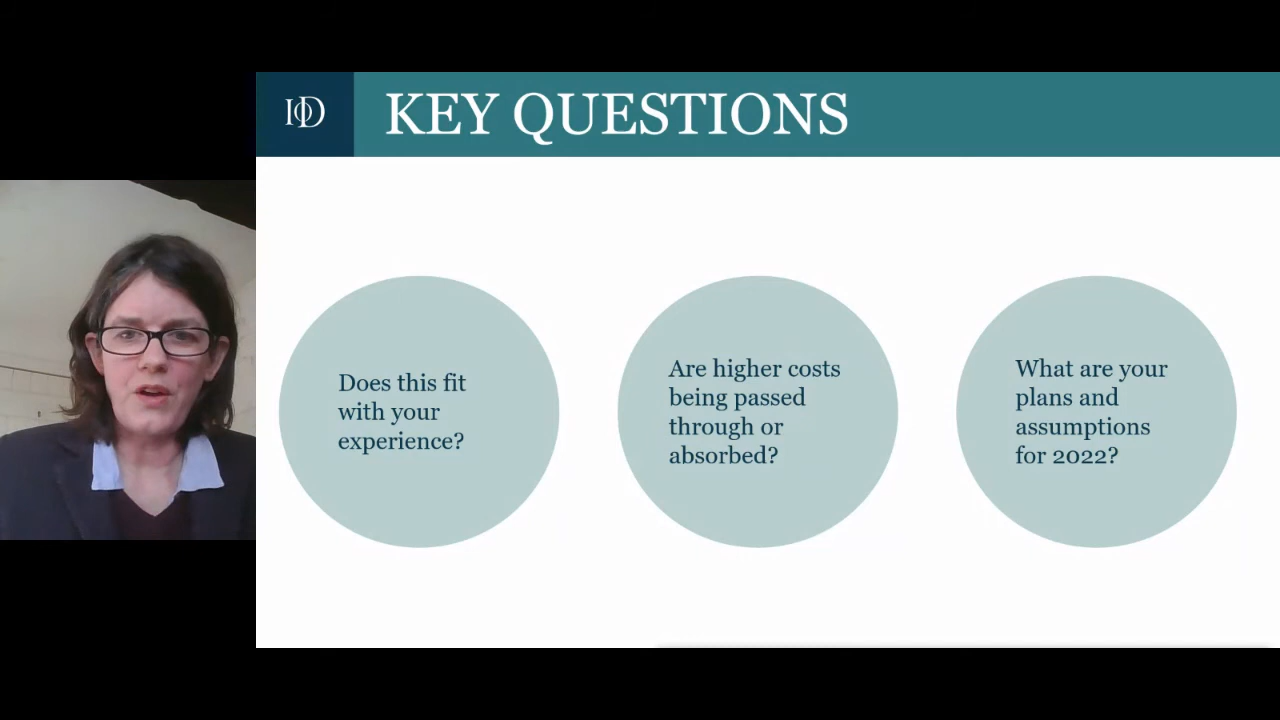 IoD
KEY QUESTIONS
Does this fit
with your
experience?
Are higher costs
being passed
through or
absorbed?
What are your
plans and
assumptions
for 2022?